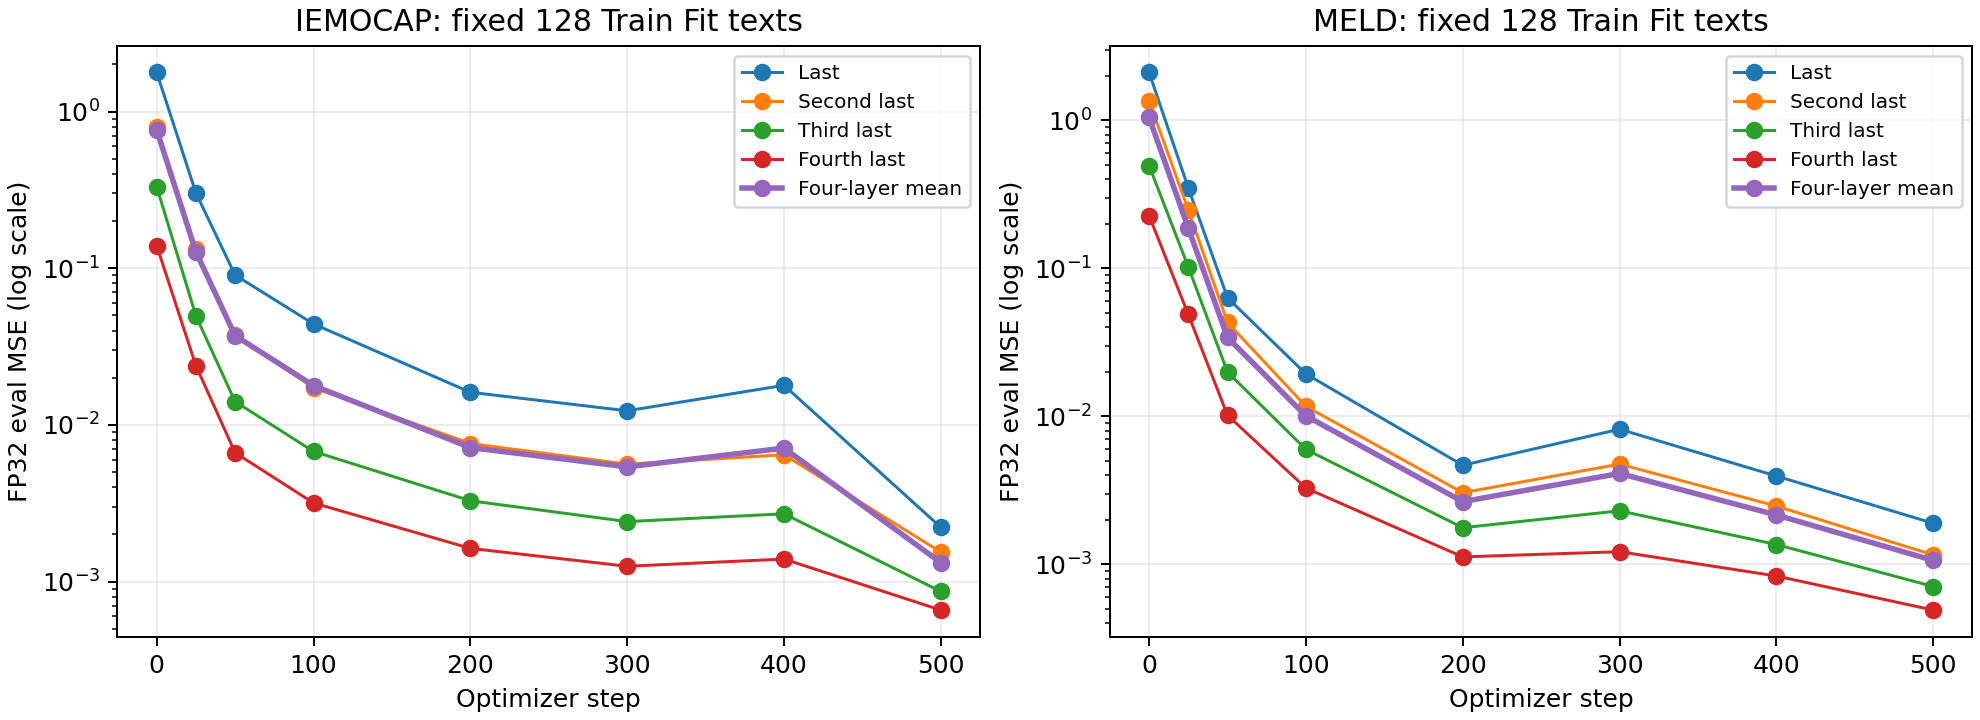 IEMOCAP: fixed 128 Train Fit texts
FP32 eval MSE (log scale)
10⁰
10⁻¹
10⁻²
10⁻³
Last
Second last
Third last
Fourth last
Four-layer mean
0 100 200 300 400 500
Optimizer step
MELD: fixed 128 Train Fit texts
FP32 eval MSE (log scale)
10⁰
10⁻¹
10⁻²
10⁻³
Last
Second last
Third last
Fourth last
Four-layer mean
0 100 200 300 400 500
Optimizer step